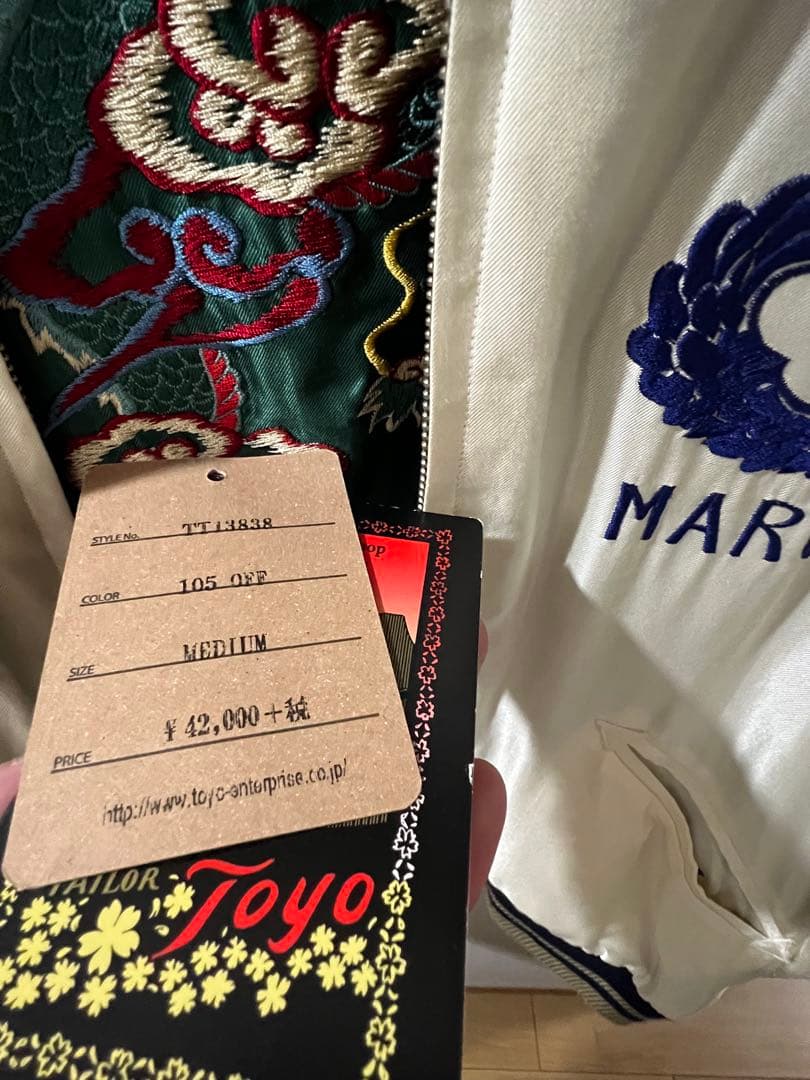 MAR
STYLE No. TT13838
COLOR 105 OFF
SIZE MEDIUM
PRICE ¥42,000+税
http://www.toyo-enterprise.co.jp/
op
TAILOR Toyo